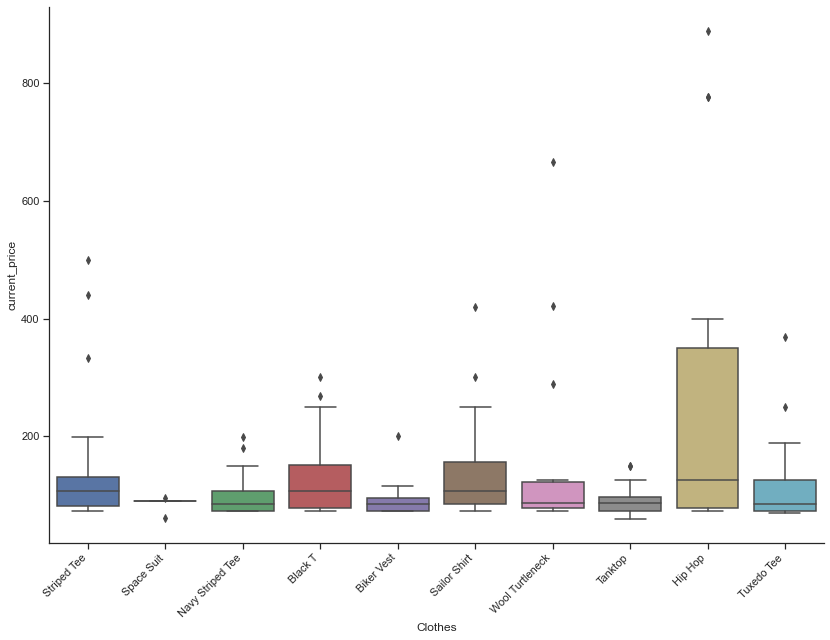 current_price
800
600
400
200
Striped Tee
Space Suit
Navy Striped Tee
Black T
Biker Vest
Sailor Shirt
Wool Turtleneck
Tanktop
Hip Hop
Tuxedo Tee
Clothes